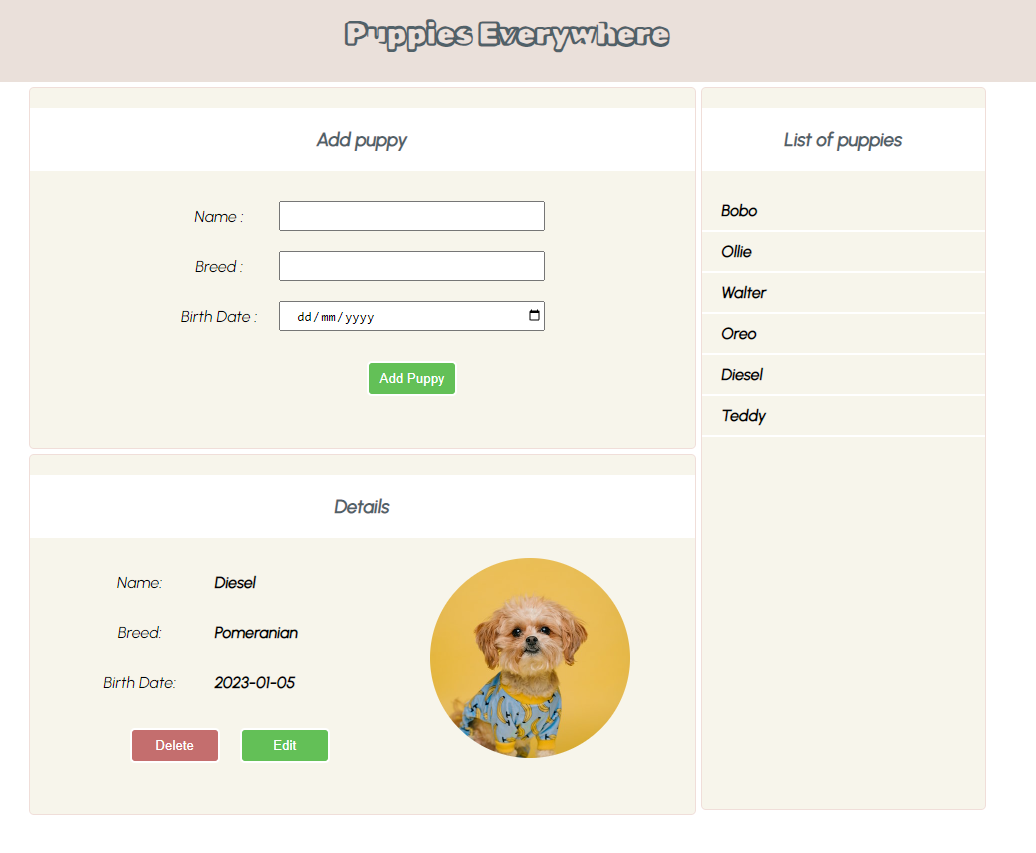 Puppies Everywhere
Add puppy
Name :
Breed :
Birth Date :
dd/mm/yyyy
Add Puppy
List of puppies
Bobo
Ollie
Walter
Oreo
Diesel
Teddy
Details
Name: Diesel
Breed: Pomeranian
Birth Date: 2023-01-05
Delete Edit